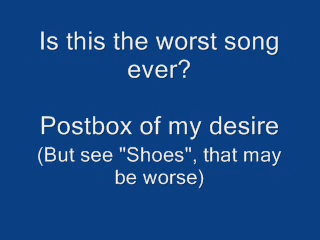 Is this the worst song
ever?
Postbox of my desire
(But see "Shoes", that may
be worse)